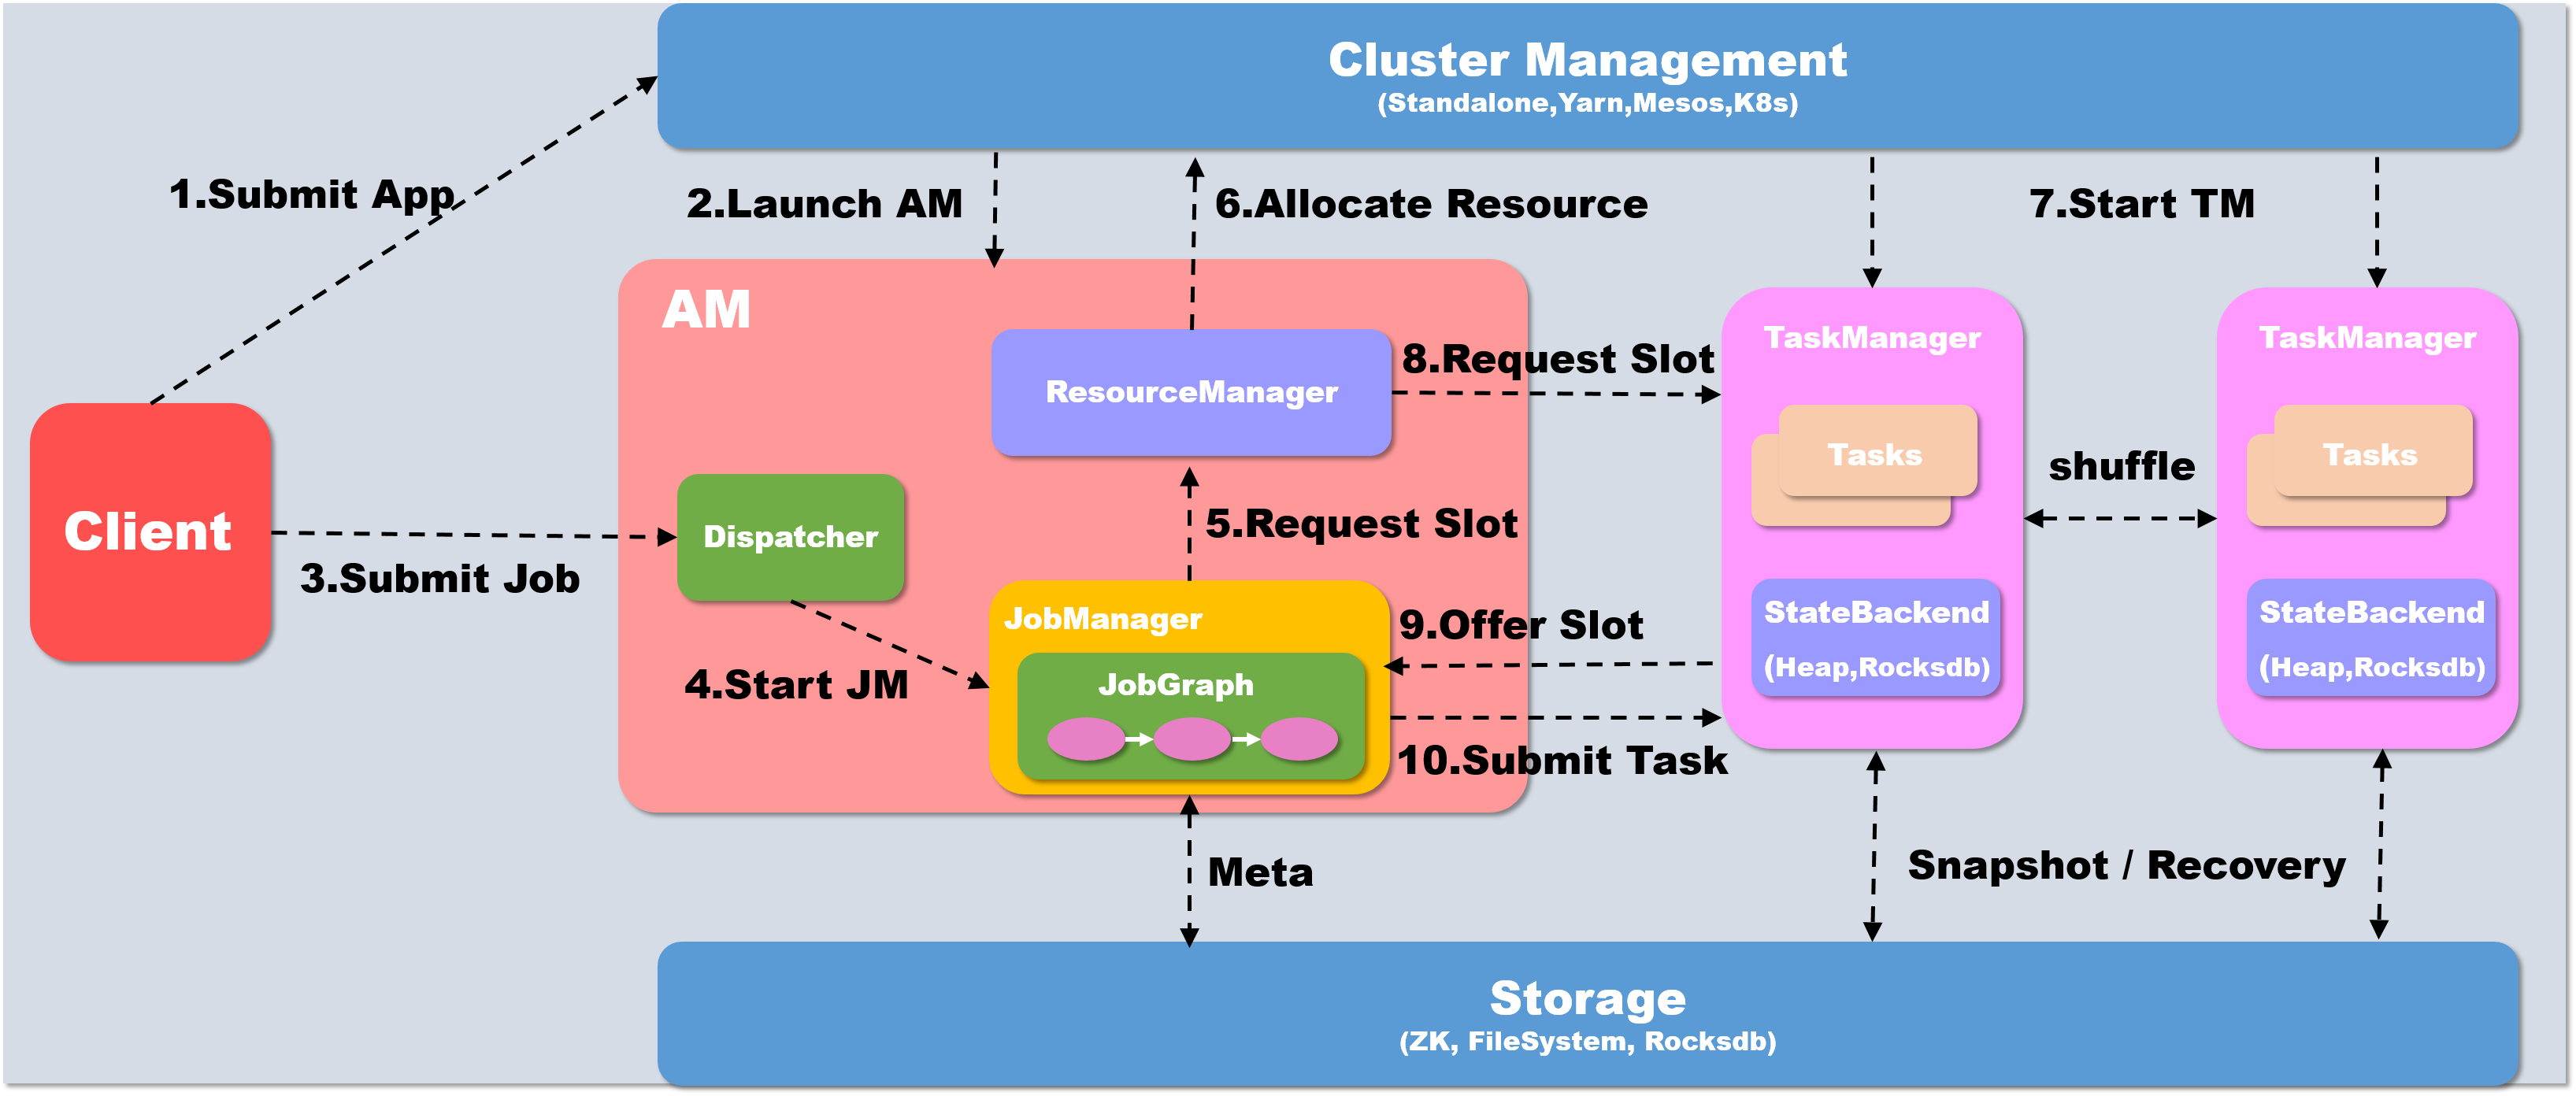 Cluster Management
(Standalone,Yarn,Mesos,K8s)
1.Submit App
2.Launch AM
6.Allocate Resource
7.Start TM
AM
ResourceManager
8.Request Slot
TaskManager
TaskManager
Tasks
Tasks
shuffle
Client
Dispatcher
5.Request Slot
3.Submit Job
JobManager
9.Offer Slot
StateBackend
(Heap,Rocksdb)
StateBackend
(Heap,Rocksdb)
4.Start JM
JobGraph
10.Submit Task
Meta
Snapshot / Recovery
Storage
(ZK, FileSystem, Rocksdb)